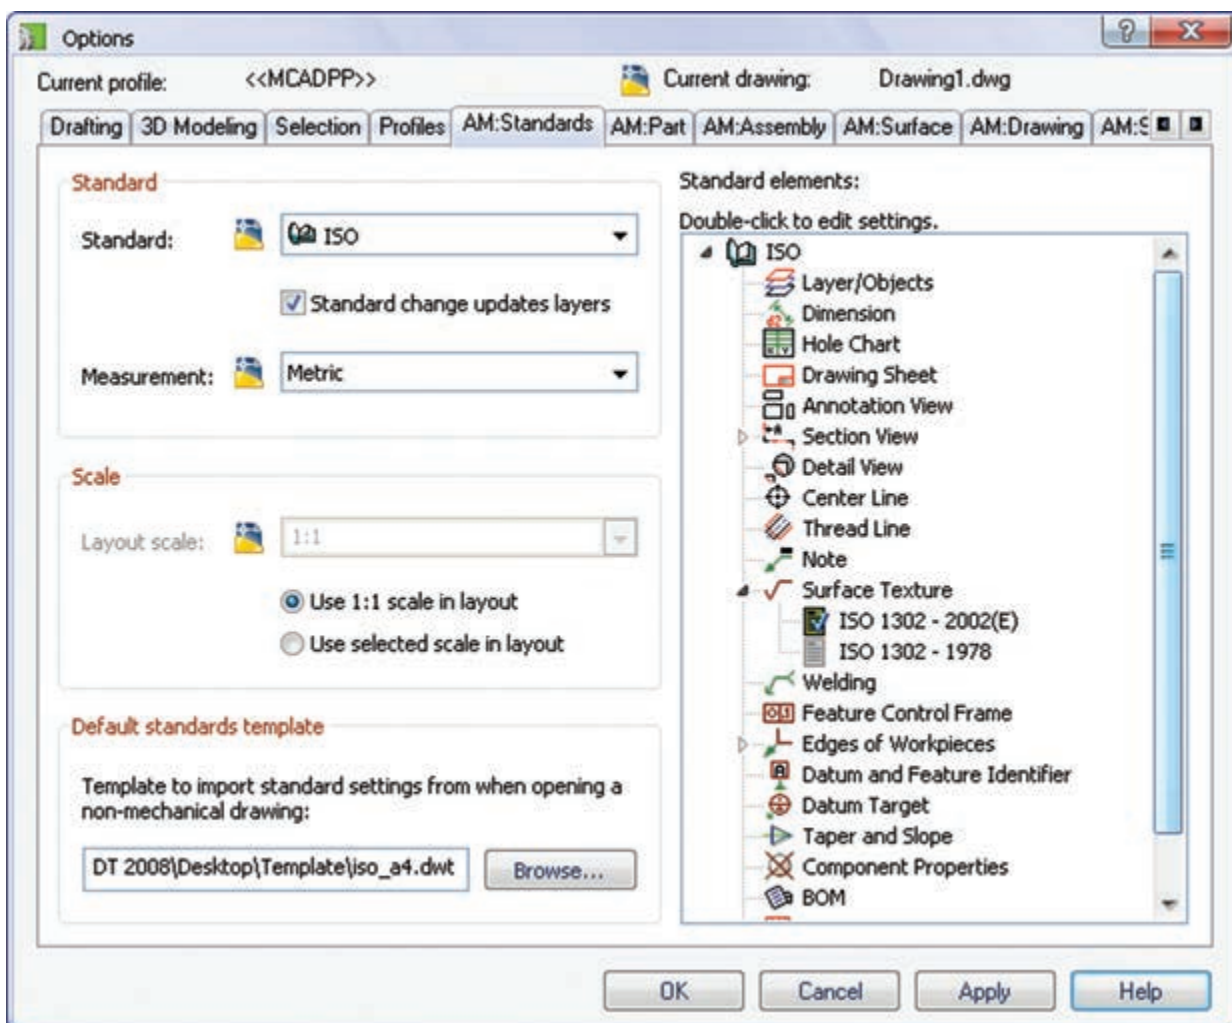 Options
Current profile: <<MCADPP>> Current drawing: Drawing1.dwg
Drafting 3D Modeling Selection Profiles AM:Standards AM:Part AM:Assembly AM:Surface AM:Drawing AM:S
Standard
Standard: ISO
Standard change updates layers
Measurement: Metric
Scale
Layout scale: 1:1
Use 1:1 scale in layout
Use selected scale in layout
Default standards template
Template to import standard settings from when opening a
non-mechanical drawing:
DT 2008\Desktop\Template\iso_a4.dwt Browse...
Standard elements:
Double-click to edit settings.
ISO
Layer/Objects
Dimension
Hole Chart
Drawing Sheet
Annotation View
Section View
Detail View
Center Line
Thread Line
Note
Surface Texture
ISO 1302 - 2002(E)
ISO 1302 - 1978
Welding
Feature Control Frame
Edges of Workpieces
Datum and Feature Identifier
Datum Target
Taper and Slope
Component Properties
BOM
OK Cancel Apply Help